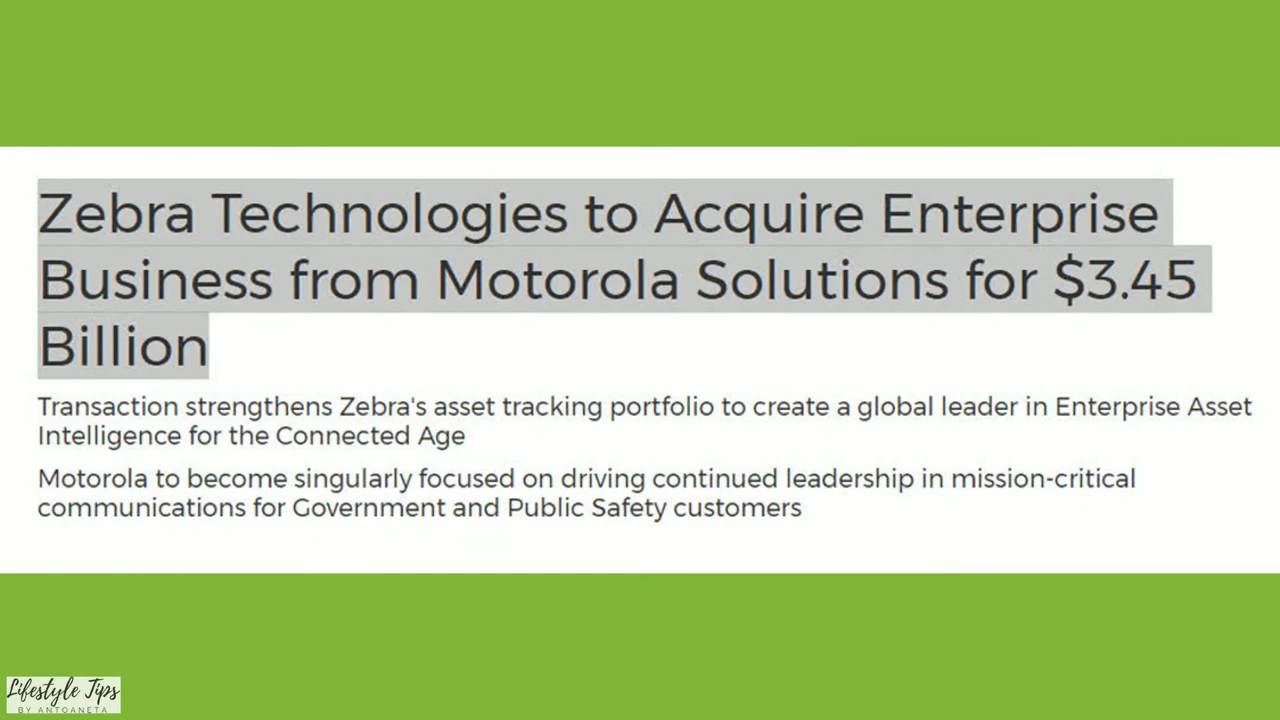 Zebra Technologies to Acquire Enterprise
Business from Motorola Solutions for $3.45
Billion
Transaction strengthens Zebra's asset tracking portfolio to create a global leader in Enterprise Asset
Intelligence for the Connected Age
Motorola to become singularly focused on driving continued leadership in mission-critical
communications for Government and Public Safety customers
Lifestyle Tips
BY ANTOANETA